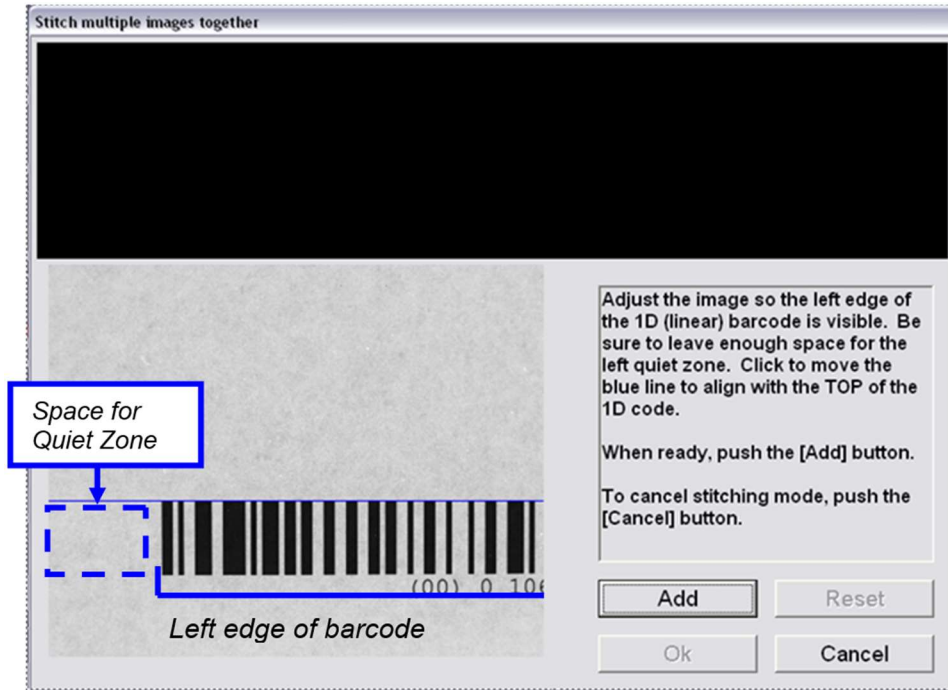 Stitch multiple images together
Adjust the image so the left edge of
the 1D (linear) barcode is visible. Be
sure to leave enough space for the
left quiet zone. Click to move the
blue line to align with the TOP of the
1D code.
When ready, push the [Add] button.
To cancel stitching mode, push the
[Cancel] button.
Space for
Quiet Zone
(00) 0 106
Left edge of barcode
Add
Reset
Ok
Cancel